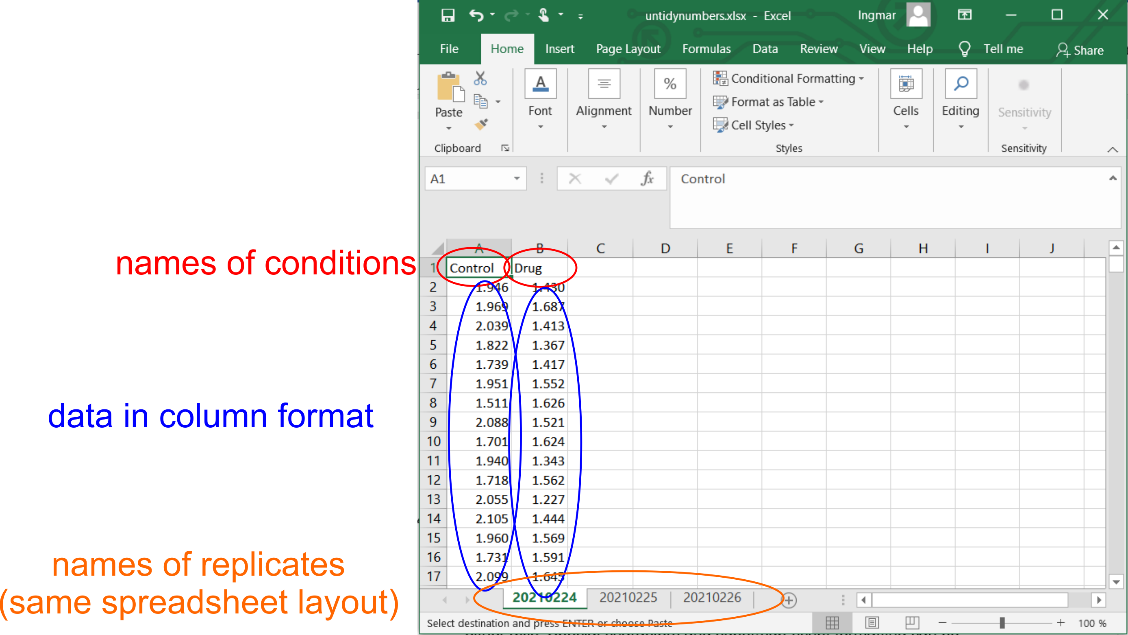 untidynumbers.xlsx - Excel
Ingmar
File Home Insert Page Layout Formulas Data Review View Help Tell me Share
Paste
Font
Alignment
%
Number
Conditional Formatting
Format as Table
Cell Styles
Cells
Editing
Sensitivity
Clipboard
Styles
Sensitivity
A1
fx
Control
A B C D E F G H I J
names of conditions
1 Control Drug
2 1.946 1.430
3 1.969 1.687
4 2.039 1.413
5 1.822 1.367
6 1.739 1.417
7 1.951 1.552
8 1.511 1.626
data in column format
9 2.088 1.521
10 1.701 1.624
11 1.940 1.343
12 1.718 1.562
13 2.055 1.227
14 2.105 1.444
15 1.960 1.569
16 1.731 1.591
17 2.099 1.645
names of replicates
(same spreadsheet layout)
20210224 20210225 20210226
Select destination and press ENTER or choose Paste
100 %